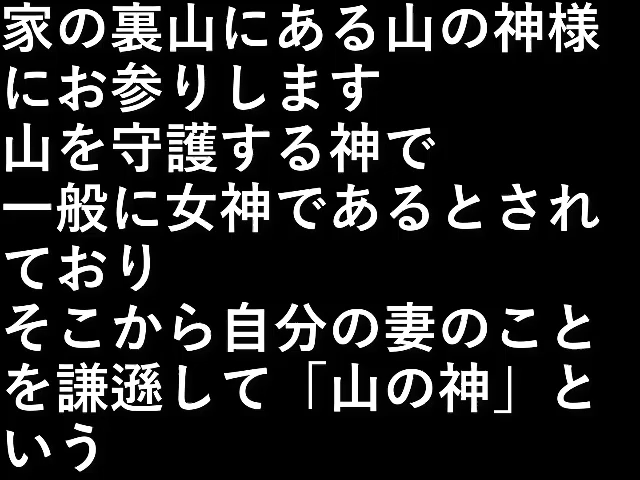 家の裏山にある山の神様
にお参りします
山を守護する神で
一般に女神であるとされ
ており
そこから自分の妻のこと
を謙遜して「山の神」と
いう